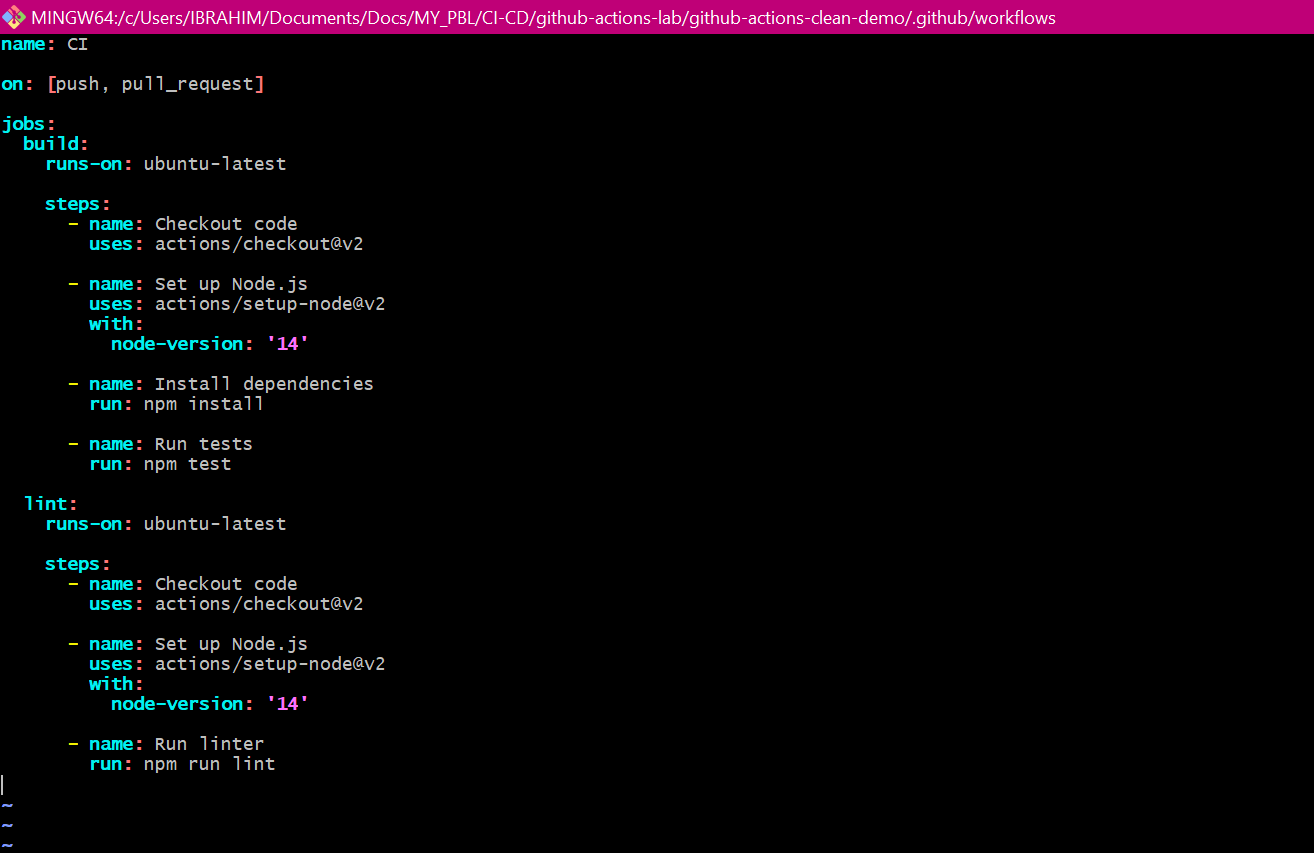 MINGW64:/c/Users/IBRAHIM/Documents/Docs/MY_PBL/CI-CD/github-actions-lab/github-actions-clean-demo/.github/workflows
name: CI

on: [push, pull_request]

jobs:
  build:
    runs-on: ubuntu-latest

    steps:
      - name: Checkout code
        uses: actions/checkout@v2

      - name: Set up Node.js
        uses: actions/setup-node@v2
        with:
          node-version: '14'

      - name: Install dependencies
        run: npm install

      - name: Run tests
        run: npm test

  lint:
    runs-on: ubuntu-latest

    steps:
      - name: Checkout code
        uses: actions/checkout@v2

      - name: Set up Node.js
        uses: actions/setup-node@v2
        with:
          node-version: '14'

      - name: Run linter
        run: npm run lint

~
~
~